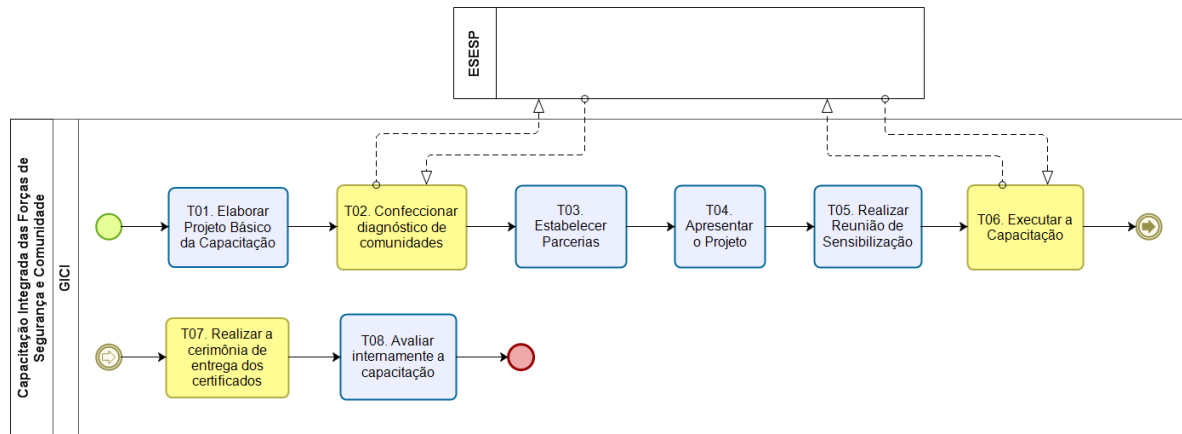 ESESP
Capacitação Integrada das Forças de
Segurança e Comunidade
GICI
T01. Elaborar
Projeto Básico
da Capacitação
T02. Confeccionar
diagnóstico de
comunidades
T03.
Estabelecer
Parcerias
T04.
Apresentar
o Projeto
T05. Realizar
Reunião de
Sensibilização
T06. Executar a
Capacitação
T07. Realizar a
cerimônia de
entrega dos
certificados
T08. Avaliar
internamente a
capacitação